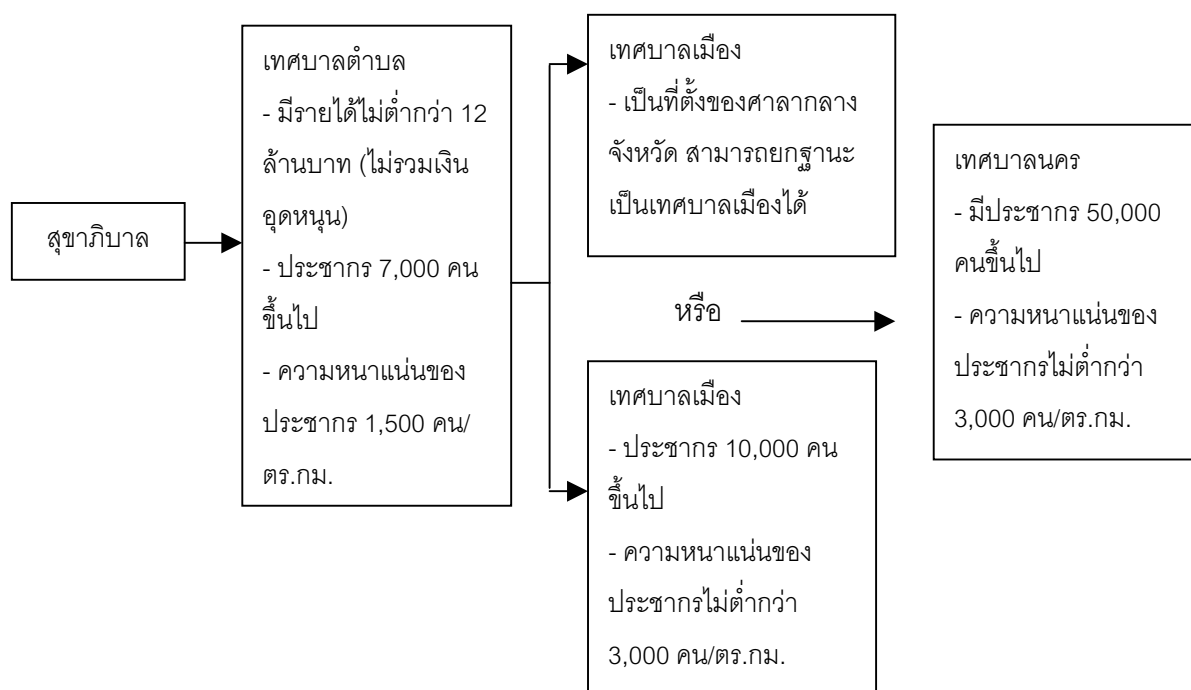 สุขาภิบาล
เทศบาลตำบล
- มีรายได้ไม่ต่ำกว่า 12
ล้านบาท (ไม่รวมเงิน
อุดหนุน)
- ประชากร 7,000 คน
ขึ้นไป
- ความหนาแน่นของ
ประชากร 1,500 คน/
ตร.กม.
เทศบาลเมือง
- เป็นที่ตั้งของศาลากลาง
จังหวัด สามารถยกฐานะ
เป็นเทศบาลเมืองได้
หรือ
เทศบาลเมือง
- ประชากร 10,000 คน
ขึ้นไป
- ความหนาแน่นของ
ประชากรไม่ต่ำกว่า
3,000 คน/ตร.กม.
เทศบาลนคร
- มีประชากร 50,000
คนขึ้นไป
- ความหนาแน่นของ
ประชากรไม่ต่ำกว่า
3,000 คน/ตร.กม.